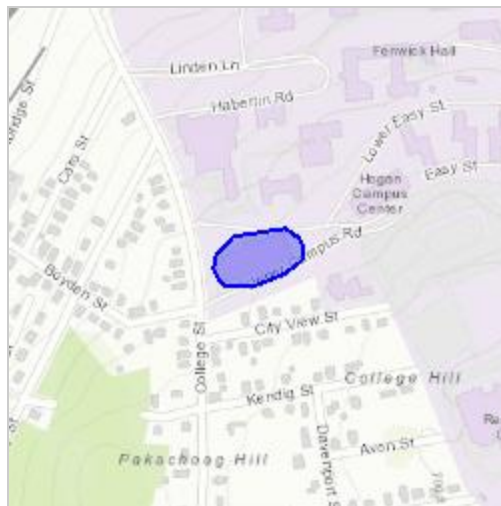 Fenwick Hall
Linden Ln
Haberlin Rd
Caro St
Lower Easy St
Easy St
Hogan
Campus
Center
Campus Rd
Boyden St
College St
City View St
College Hill
Kendig St
Davenport S
Avon St
Pakachoag Hill